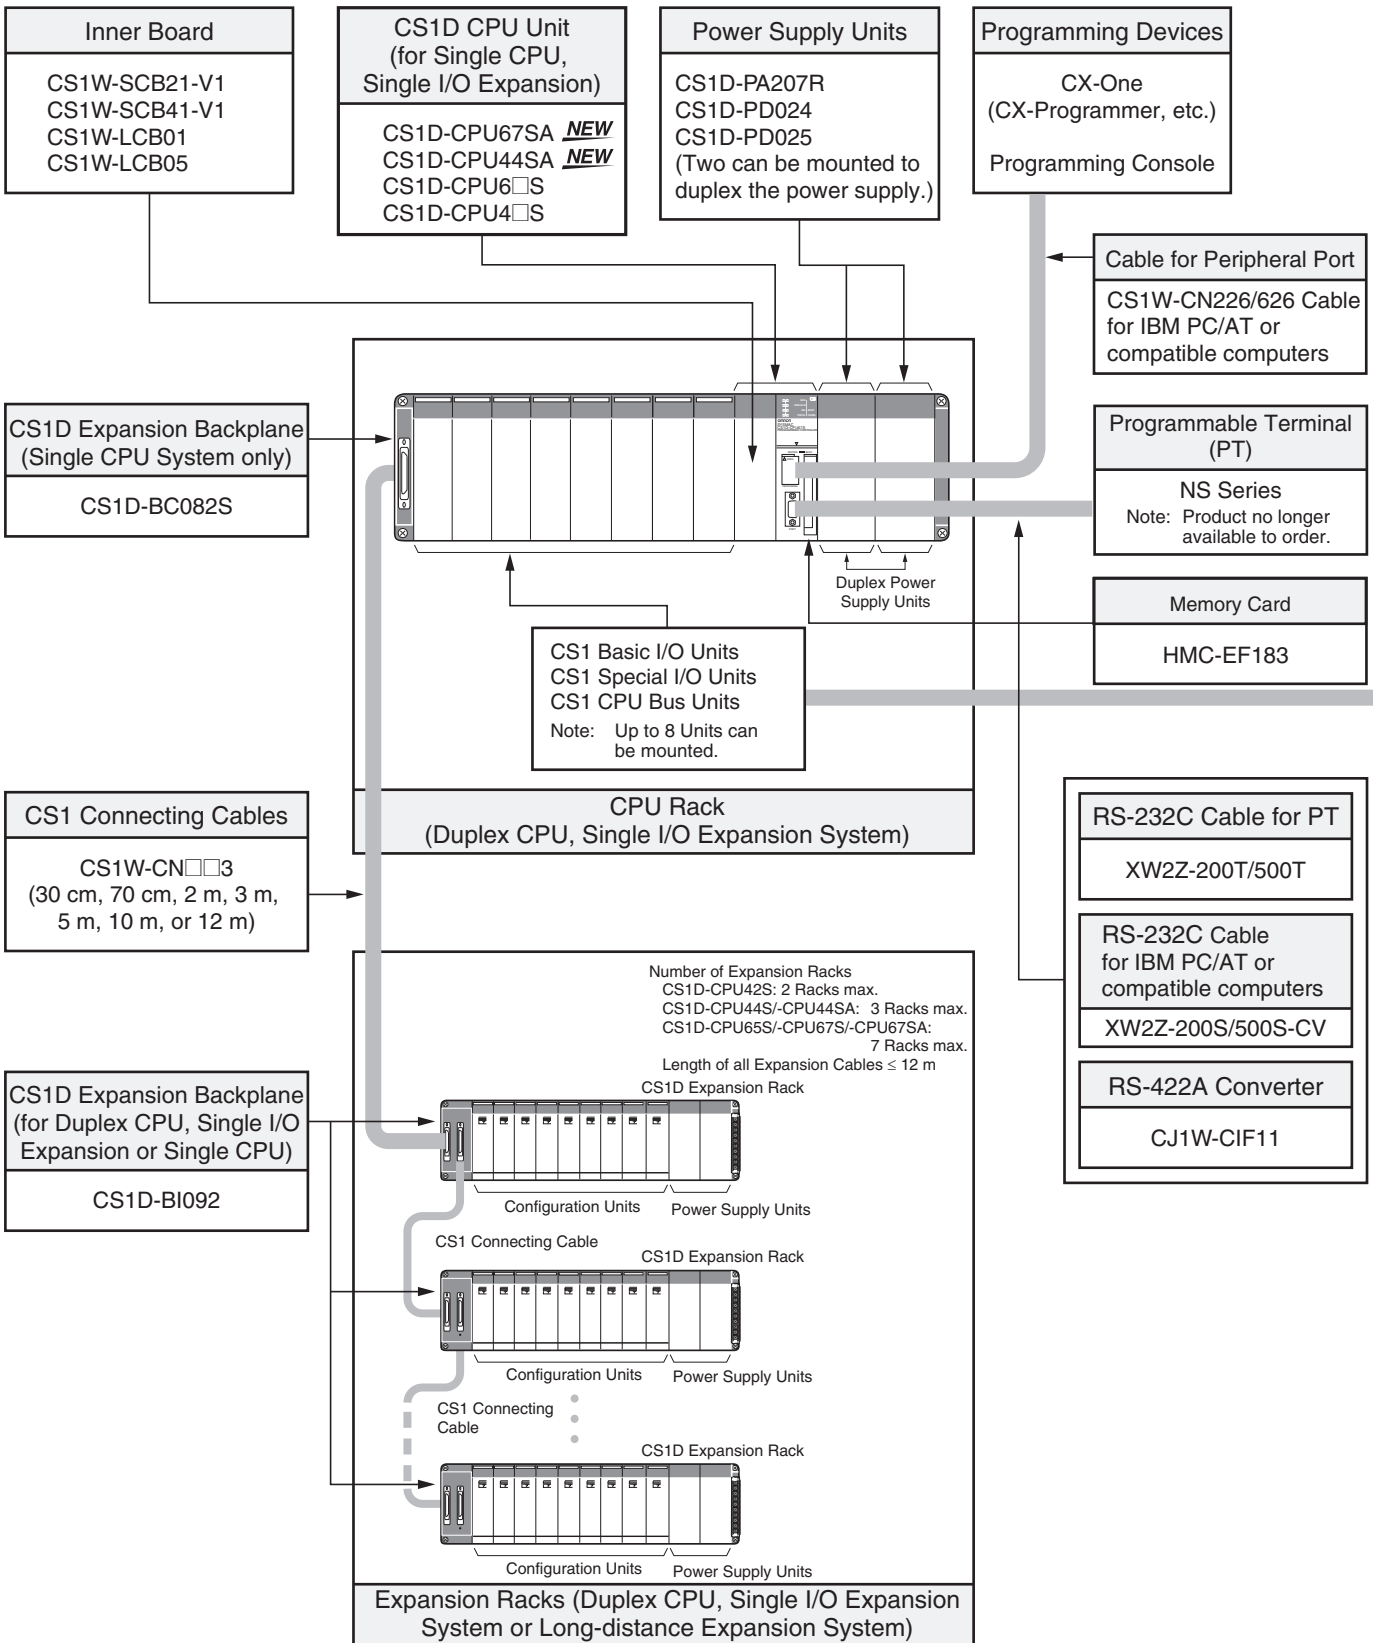 Inner Board
CS1W-SCB21-V1
CS1W-SCB41-V1
CS1W-LCB01
CS1W-LCB05
CS1D CPU Unit
(for Single CPU,
Single I/O Expansion)
CS1D-CPU67SA NEW
CS1D-CPU44SA NEW
CS1D-CPU6□S
CS1D-CPU4□S
Power Supply Units
CS1D-PA207R
CS1D-PD024
CS1D-PD025
(Two can be mounted to
duplex the power supply.)
Programming Devices
CX-One
(CX-Programmer, etc.)
Programming Console
Cable for Peripheral Port
CS1W-CN226/626 Cable
for IBM PC/AT or
compatible computers
CS1D Expansion Backplane
(Single CPU System only)
CS1D-BC082S
Programmable Terminal
(PT)
NS Series
Note: Product no longer
available to order.
Duplex Power
Supply Units
Memory Card
HMC-EF183
CS1 Basic I/O Units
CS1 Special I/O Units
CS1 CPU Bus Units
Note: Up to 8 Units can
be mounted.
CPU Rack
(Duplex CPU, Single I/O Expansion System)
CS1 Connecting Cables
CS1W-CN□□3
(30 cm, 70 cm, 2 m, 3 m,
5 m, 10 m, or 12 m)
RS-232C Cable for PT
XW2Z-200T/500T
RS-232C Cable
for IBM PC/AT or
compatible computers
XW2Z-200S/500S-CV
RS-422A Converter
CJ1W-CIF11
Number of Expansion Racks
CS1D-CPU42S: 2 Racks max.
CS1D-CPU44S/-CPU44SA: 3 Racks max.
CS1D-CPU65S/-CPU67S/-CPU67SA:
7 Racks max.
Length of all Expansion Cables ≤ 12 m
CS1D Expansion Rack
CS1D Expansion Backplane
(for Duplex CPU, Single I/O
Expansion or Single CPU)
CS1D-BI092
Configuration Units
Power Supply Units
CS1 Connecting Cable
CS1D Expansion Rack
Configuration Units
Power Supply Units
CS1 Connecting
Cable
CS1D Expansion Rack
Configuration Units
Power Supply Units
Expansion Racks (Duplex CPU, Single I/O Expansion
System or Long-distance Expansion System)